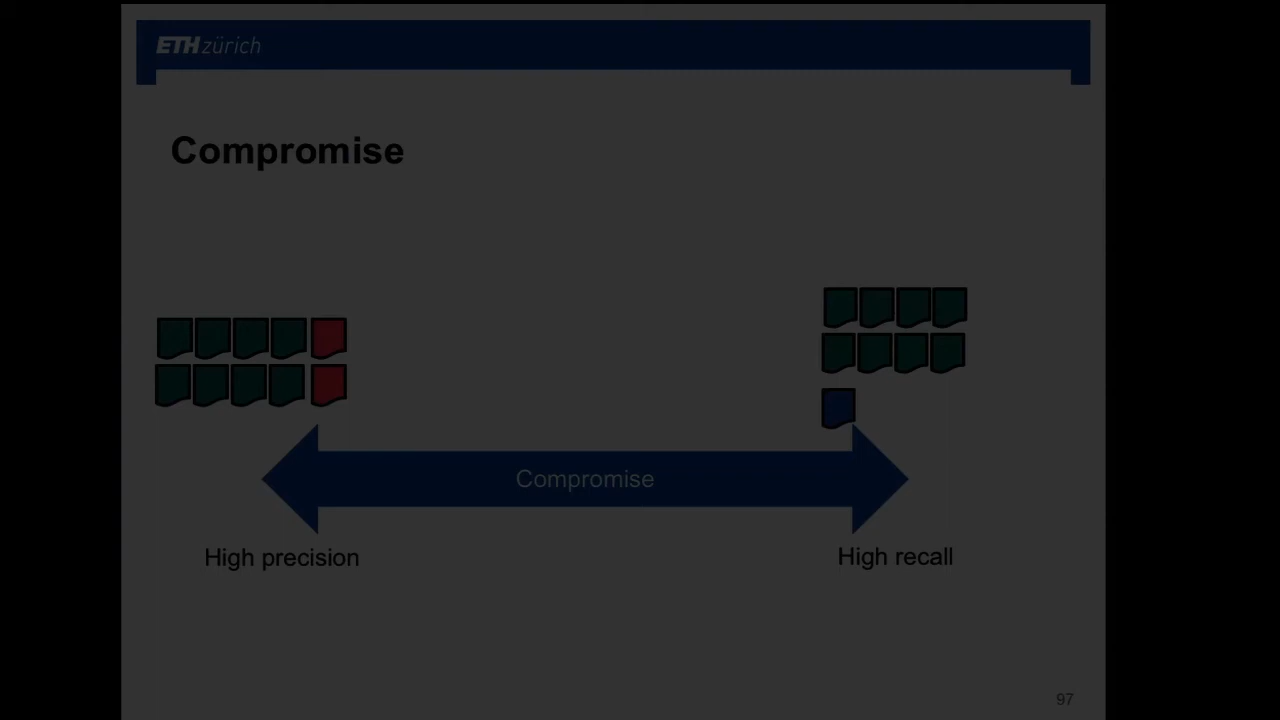 ETH zürich
Compromise
Compromise
High precision
High recall
97